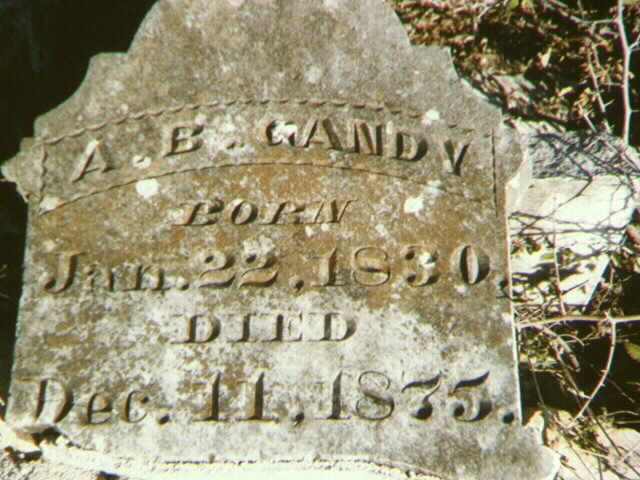 A. B. GANDY
BORN
Jan. 22, 1830,
DIED
Dec. 11, 1875.